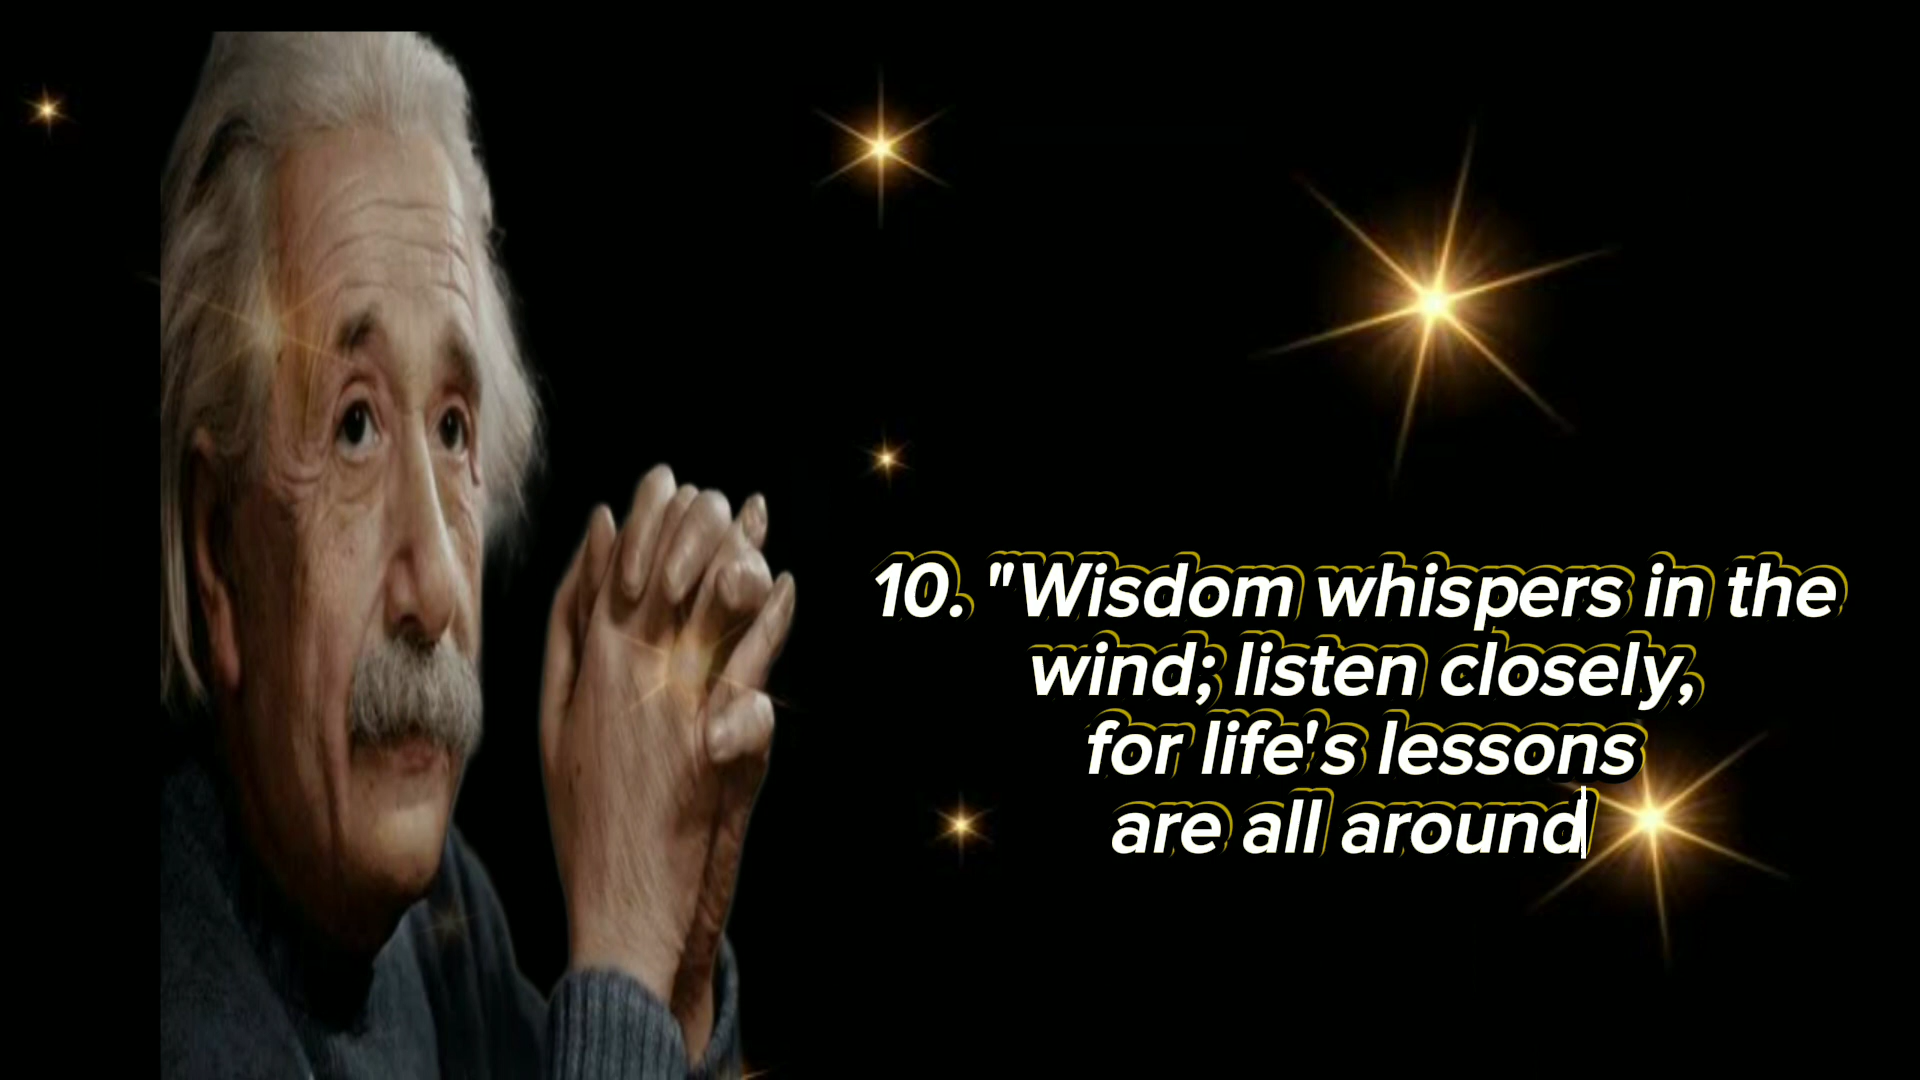 10. "Wisdom whispers in the
wind; listen closely,
for life's lessons
are all around